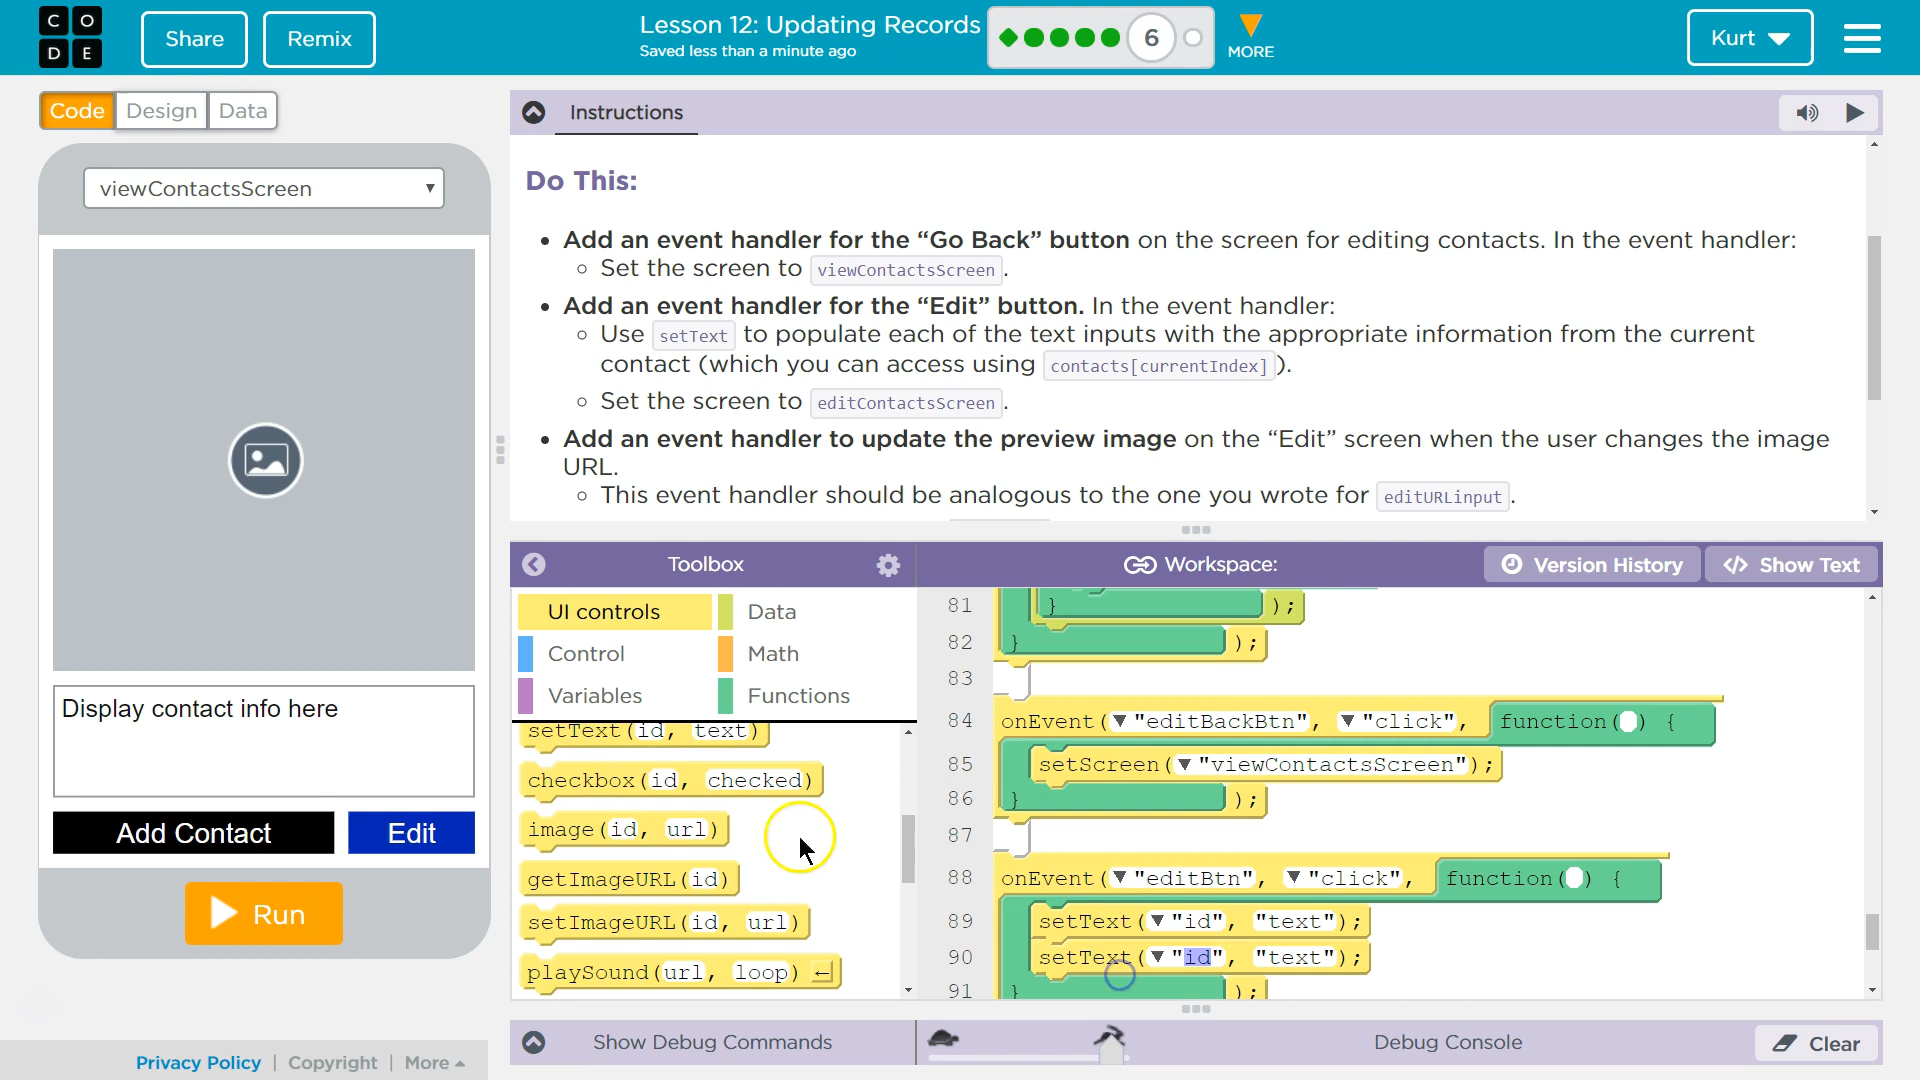 C O
D E
Share
Remix
Lesson 12: Updating Records
Saved less than a minute ago
6
MORE
Kurt
Code
Design
Data
viewContactsScreen
Display contact info here
Add Contact
Edit
Run
Privacy Policy | Copyright | More
Instructions
Do This:
• Add an event handler for the “Go Back” button on the screen for editing contacts. In the event handler:
Set the screen to viewContactsScreen.
• Add an event handler for the “Edit” button. In the event handler:
Use setText to populate each of the text inputs with the appropriate information from the current
contact (which you can access using contacts[currentIndex]).
Set the screen to editContactsScreen.
• Add an event handler to update the preview image on the “Edit” screen when the user changes the image
URL.
This event handler should be analogous to the one you wrote for editURLinput.
Toolbox
UI controls
Data
Control
Math
Variables
Functions
setText(id, text)
checkbox(id, checked)
image(id, url)
getImageURL(id)
setImageURL(id, url)
playSound(url, loop)
Workspace:
Version History
</> Show Text
81 } );
82 } );
83
84 onEvent("editBackBtn", "click", function() {
85 setScreen("viewContactsScreen");
86 } );
87
88 onEvent("editBtn", "click", function() {
89 setText("id", "text");
90 setText("id", "text");
91 } );
Show Debug Commands
Debug Console
Clear